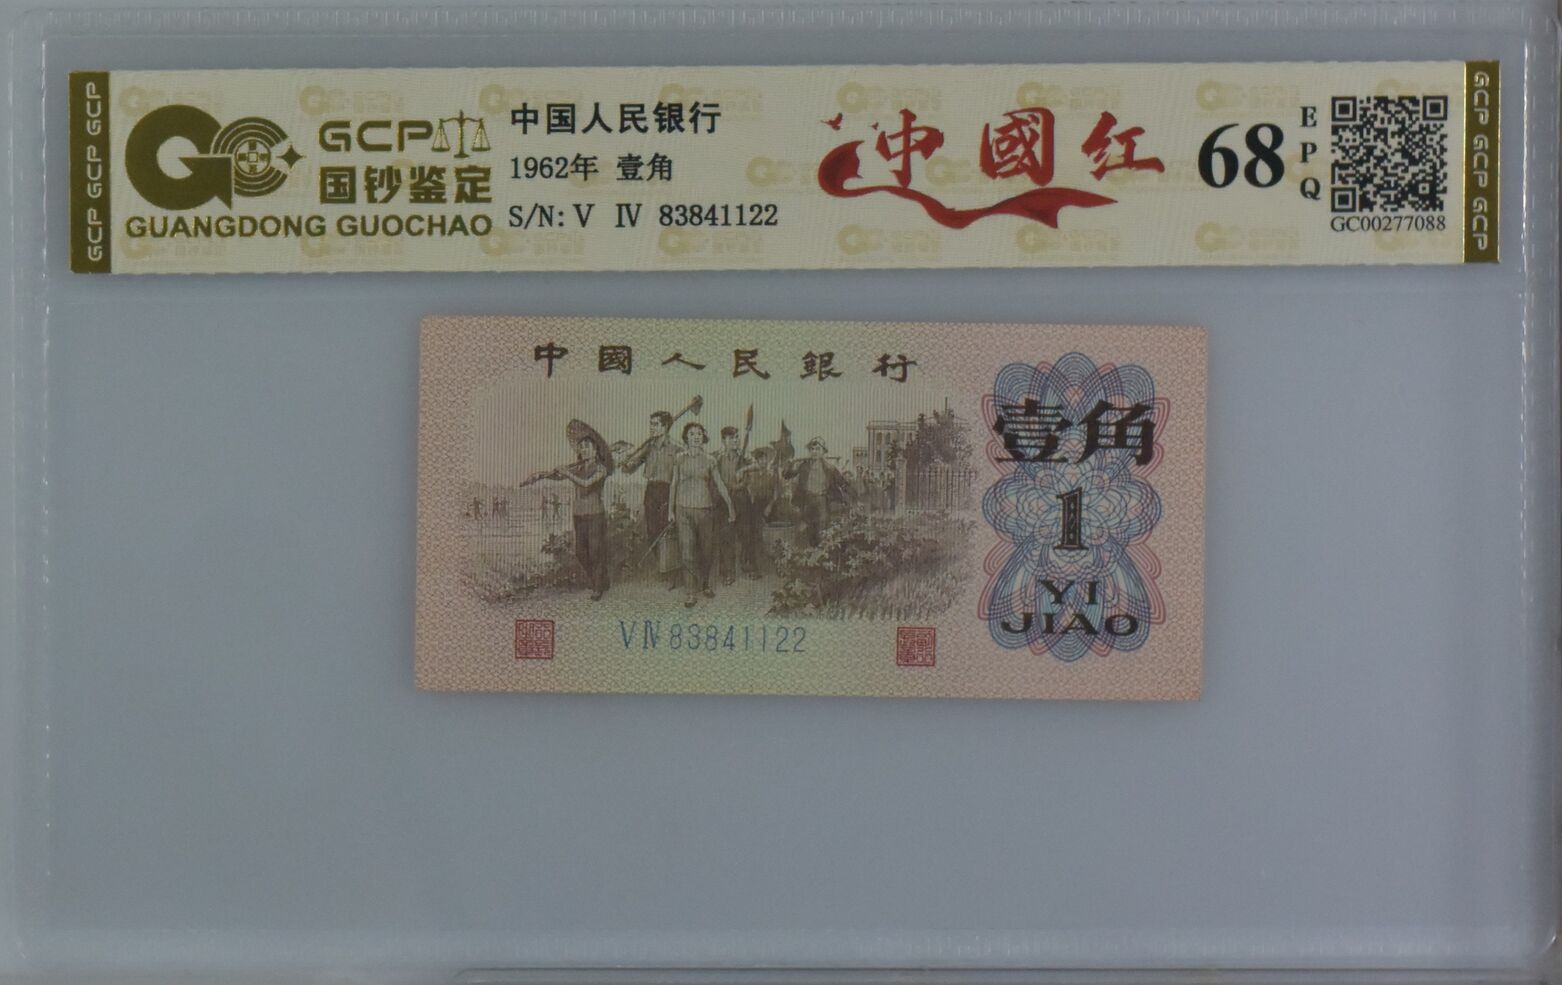 GCP GCP GCP
GCP
国钞鉴定
GUANGDONG GUOCHAO
中国人民银行
1962年 壹角
S/N: V IV 83841122
中國红
68
EPQ
GC00277088
GCP GCP GCP
中國人民銀行
壹角
1
YI
JIAO
V IV 83841122